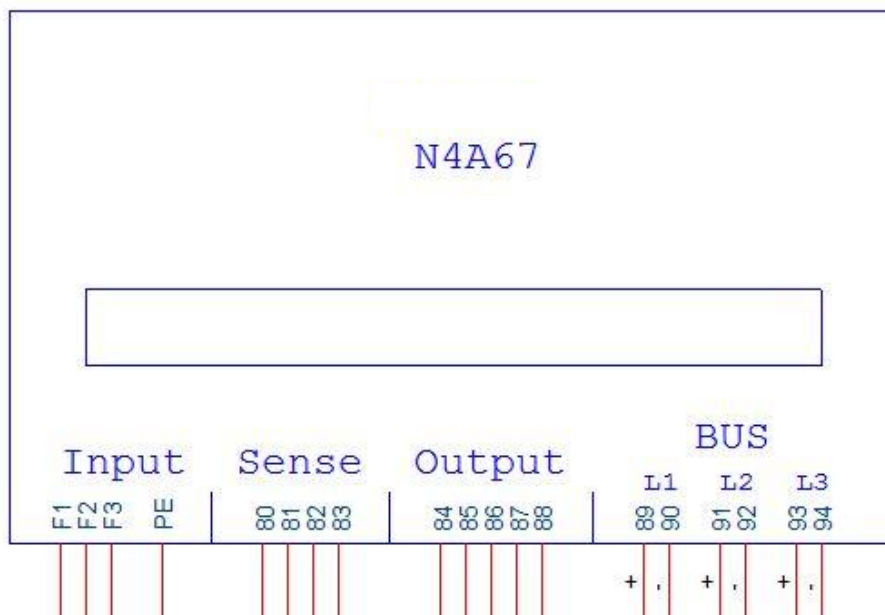 N4A67
BUS
Input Sense Output
L1 L2 L3
F1 F2 F3 PE 80 81 82 83 84 85 86 87 88 89 90 91 92 93 94
+ - + - + -